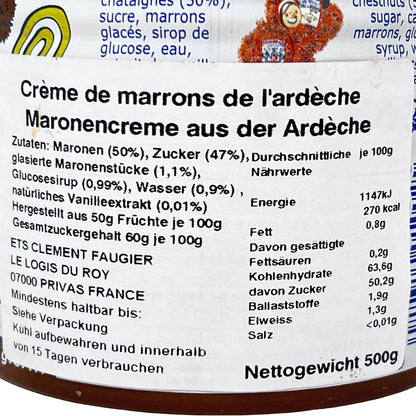 châtaignes (50%),
sucre, marrons
glacés, sirop de
glucose, eau,
chestnuts
sugar, ca
marrons, glu
syrup, w
Crème de marrons de l'ardèche
Maronencreme aus der Ardèche
Zutaten: Maronen (50%), Zucker (47%),
glasierte Maronenstücke (1,1%),
Glucosesirup (0,99%), Wasser (0,9%) ,
natürliches Vanilleextrakt (0,01%)
Hergestellt aus 50g Früchte je 100g
Gesamtzuckergehalt 60g je 100g
ETS CLEMENT FAUGIER
LE LOGIS DU ROY
07000 PRIVAS FRANCE
Mindestens haltbar bis:
Siehe Verpackung
Kühl aufbewahren und innerhalb
von 15 Tagen verbrauchen
Durchschnittliche je 100g
Nährwerte
Energie 1147kJ
270 kcal
Fett 0,8g
Davon gesättigte
Fettsäuren 0,2g
Kohlenhydrate 63,6g
davon Zucker 50,2g
Ballaststoffe 1,9g
Eiweiss 1,3g
Salz <0,01g
Nettogewicht 500g